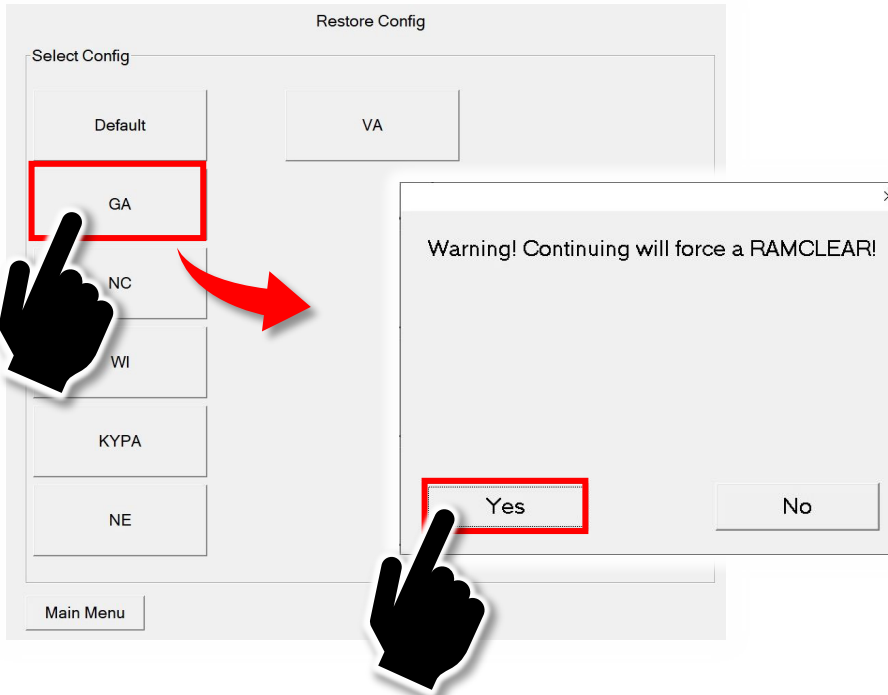 Restore Config
Select Config
Default
VA
GA
NC
WI
KYPA
NE
Main Menu
Warning! Continuing will force a RAMCLEAR!
Yes
No